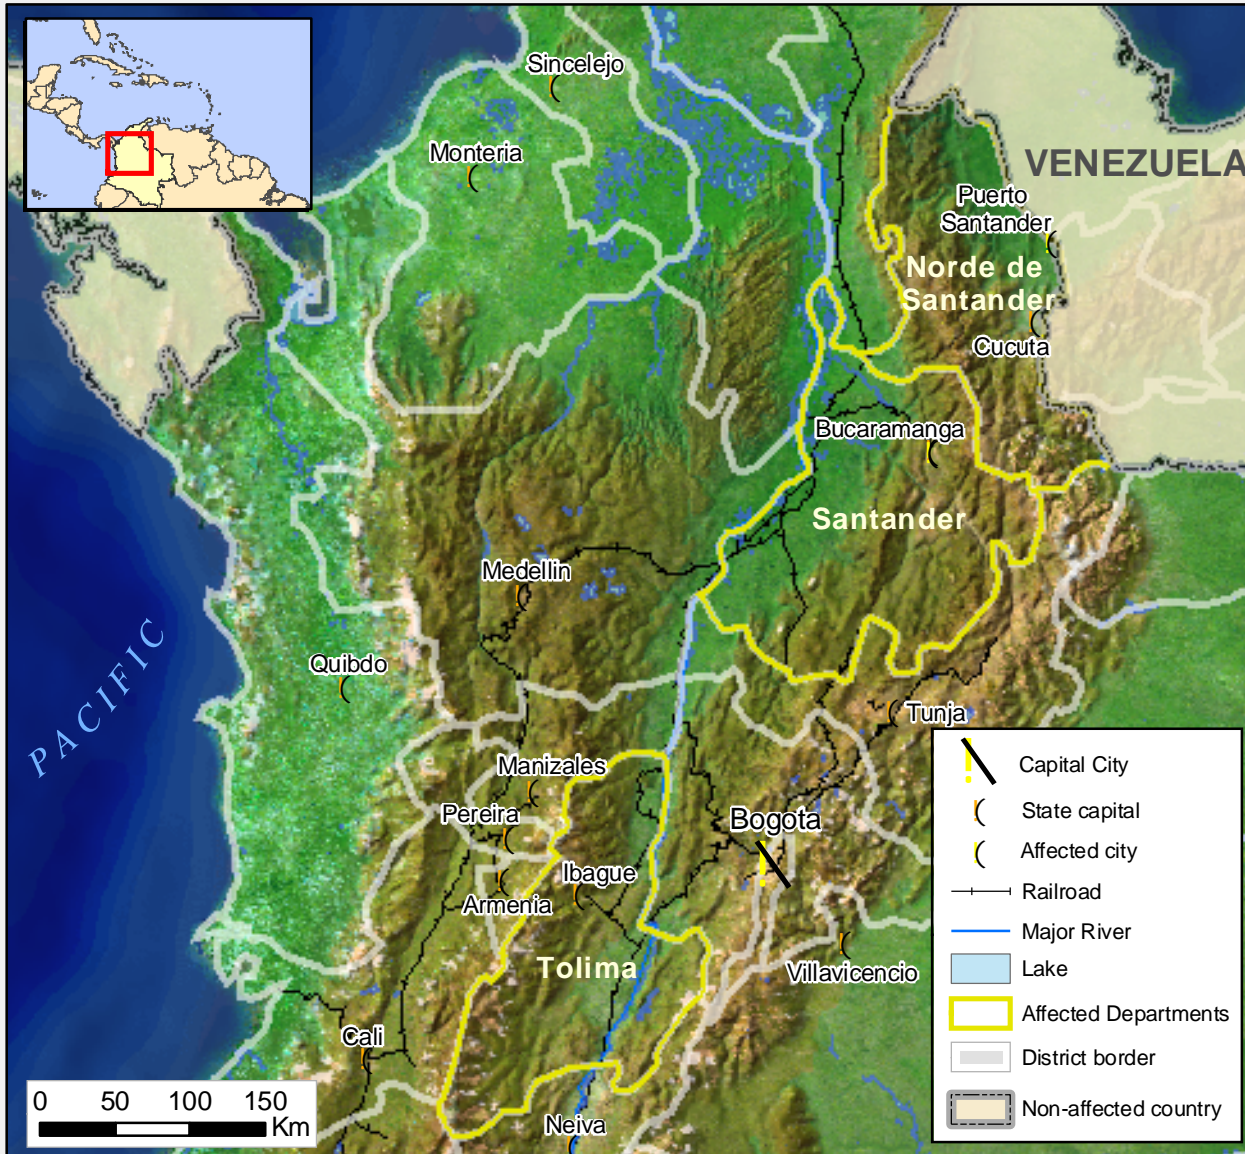 Sincelejo
Monteria
VENEZUELA
Puerto
Santander
Norde de
Santander
Cucuta
Bucaramanga
Santander
Medellin
Quibdo
PACIFIC
Tunja
Manizales
Pereira
Bogota
Ibague
Armenia
Tolima
Villavicencio
Cali
Neiva
0 50 100 150
Km
Capital City
State capital
Affected city
Railroad
Major River
Lake
Affected Departments
District border
Non-affected country